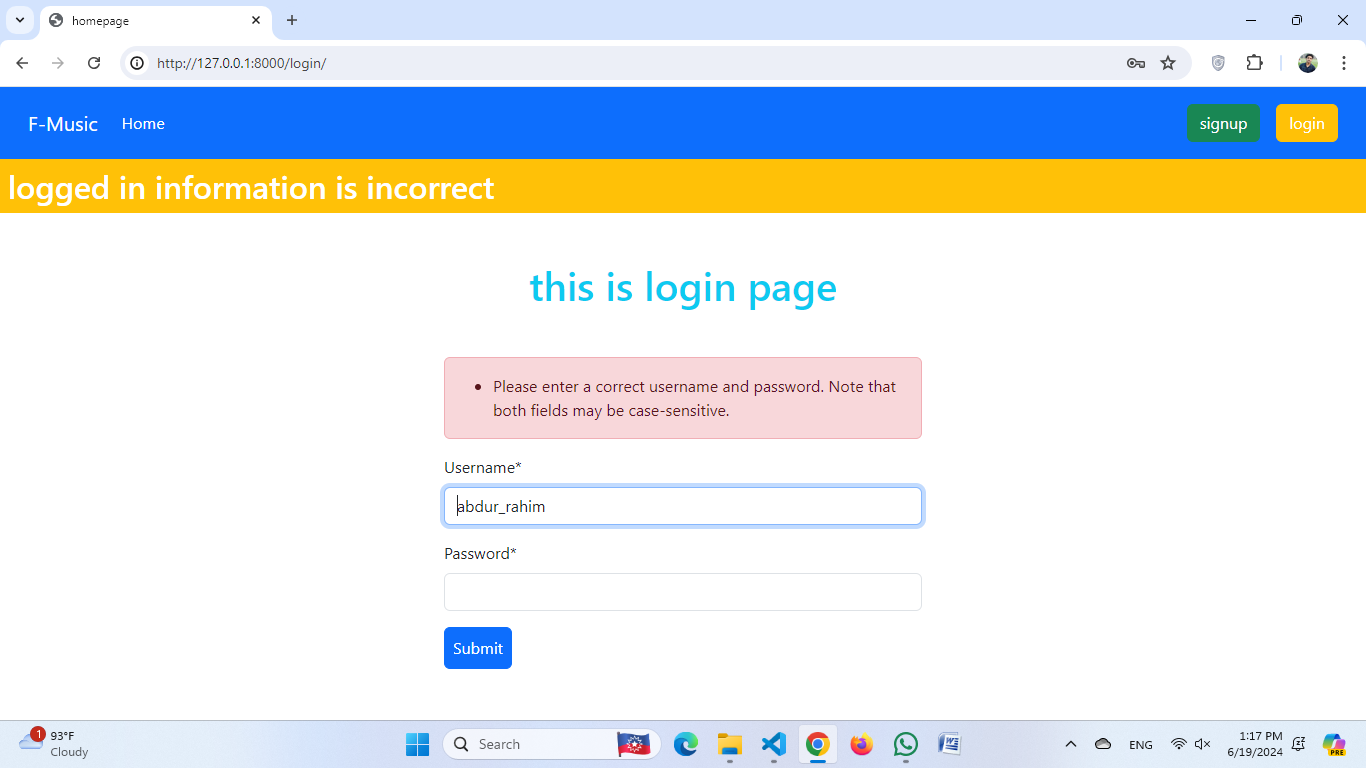 homepage
http://127.0.0.1:8000/login/
F-Music Home signup login
logged in information is incorrect
this is login page
Please enter a correct username and password. Note that
both fields may be case-sensitive.
Username*
abdur_rahim
Password*
Submit
1
93°F
Cloudy
Search
ENG
1:17 PM
6/19/2024
PRE